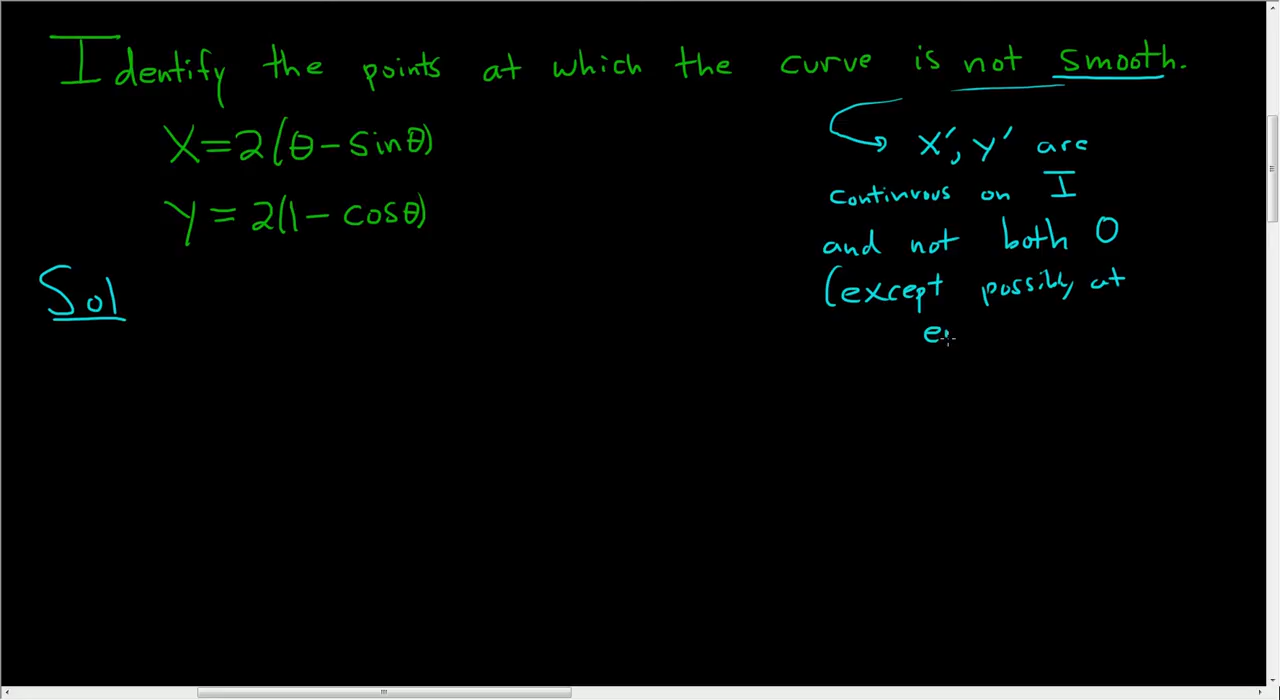 Identify the points at which the curve is not smooth.
X=2(θ-sinθ)
Y=2(1-cosθ)
Sol
X', Y' are
continuous on I
and not both 0
(except possibly at
e